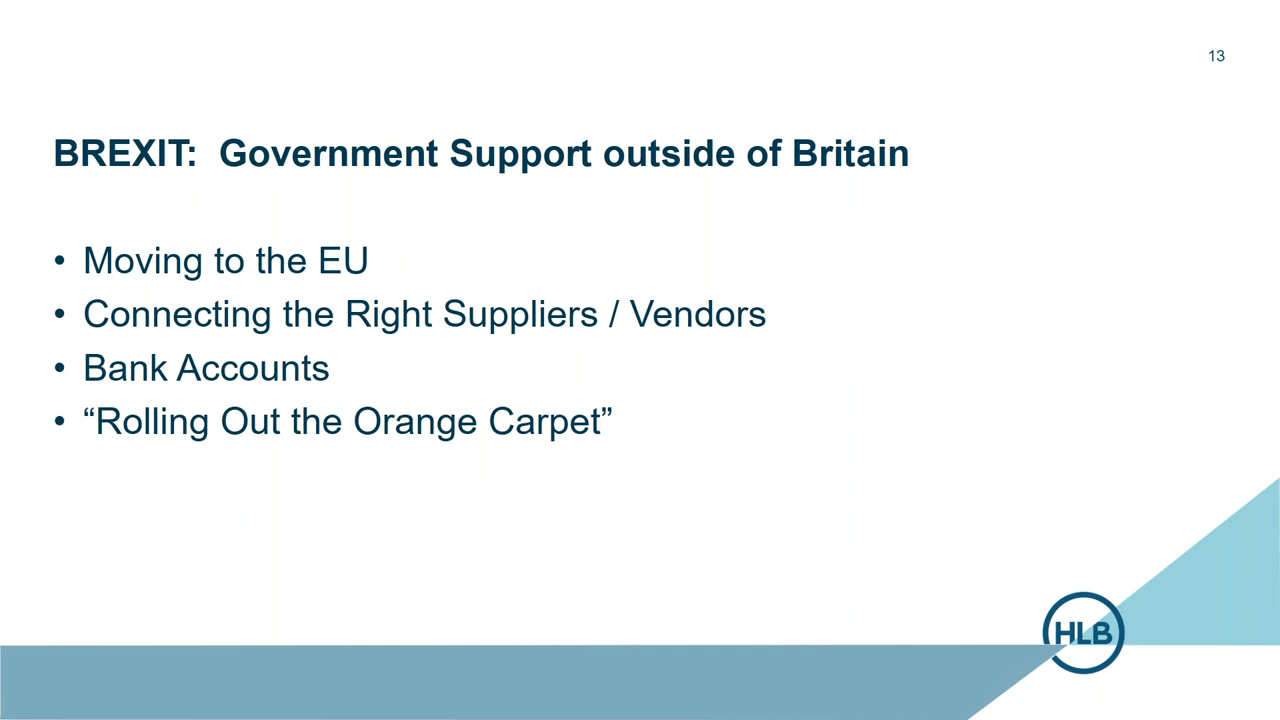 13
BREXIT:  Government Support outside of Britain
• Moving to the EU
• Connecting the Right Suppliers / Vendors
• Bank Accounts
• “Rolling Out the Orange Carpet”
HLB